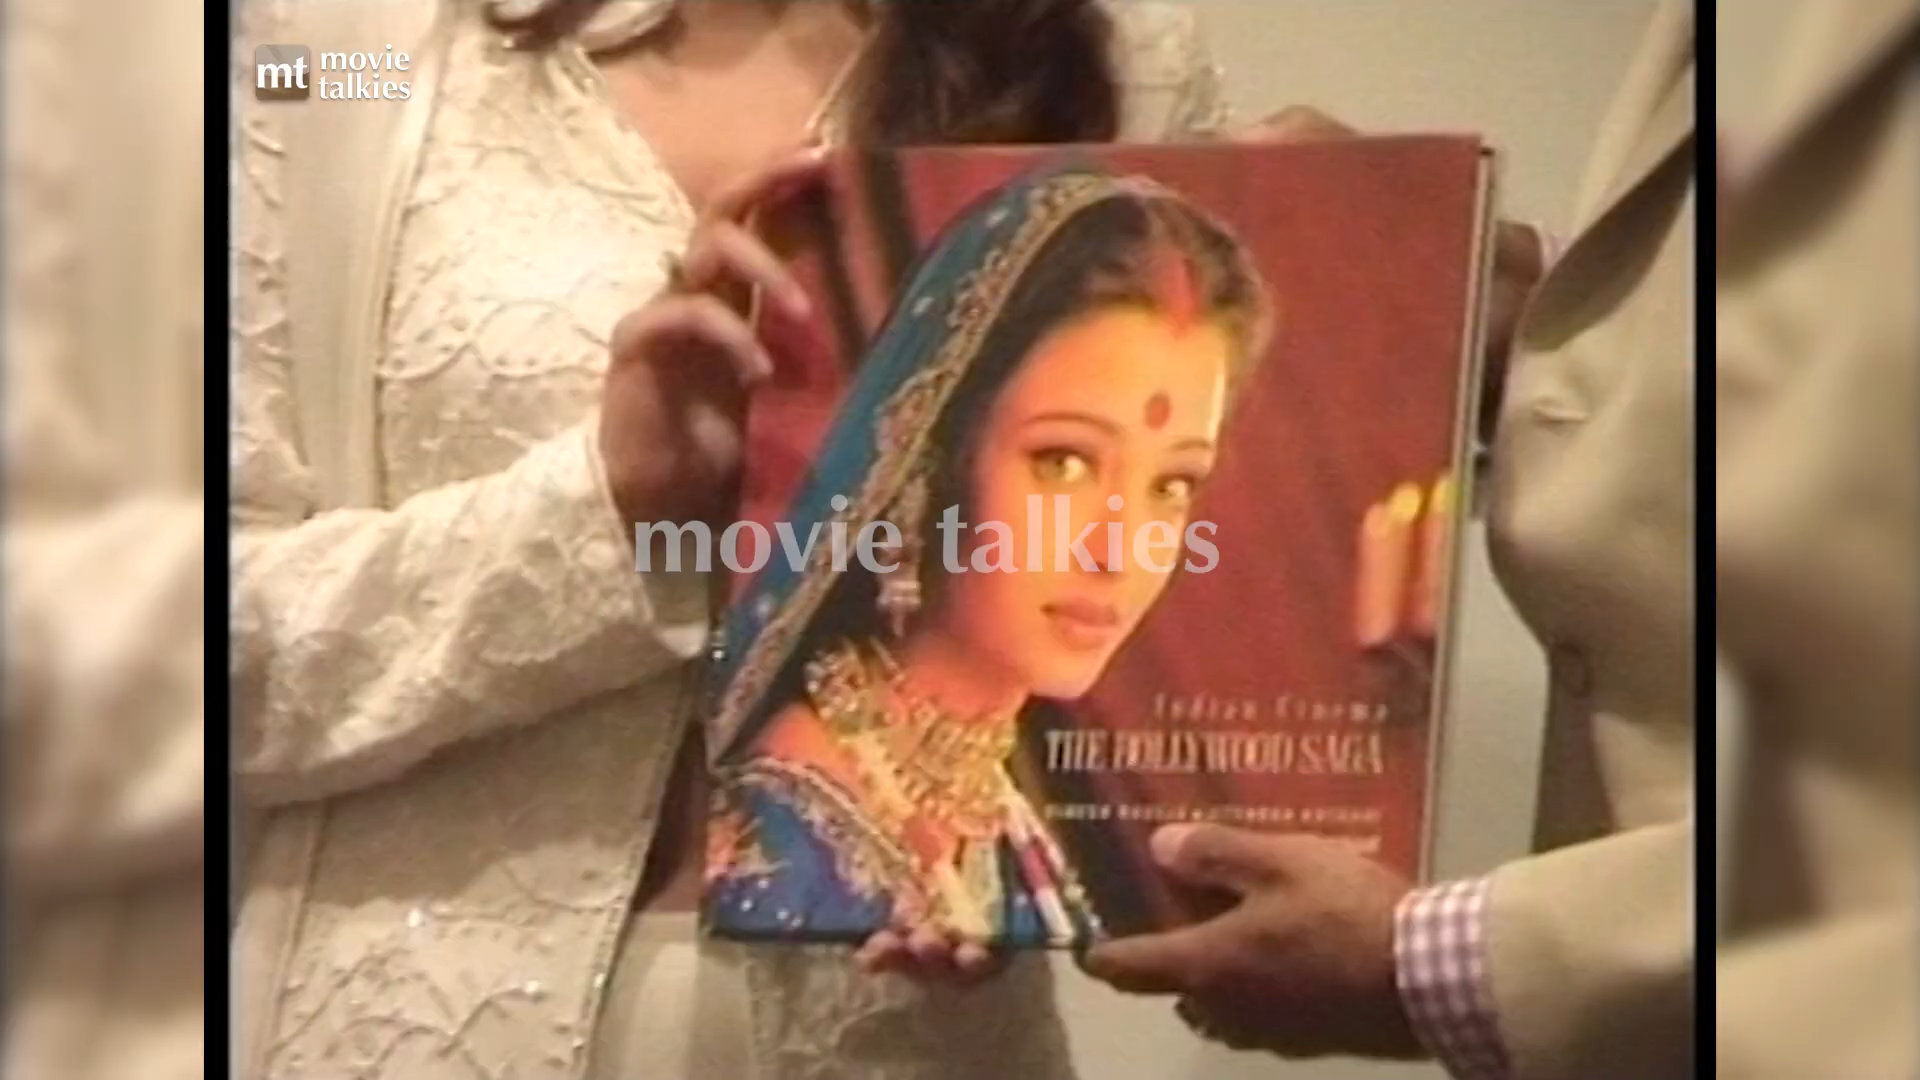 mt movie
talkies
movie talkies
Indian Cinema
THE BOLLYWOOD SAGA